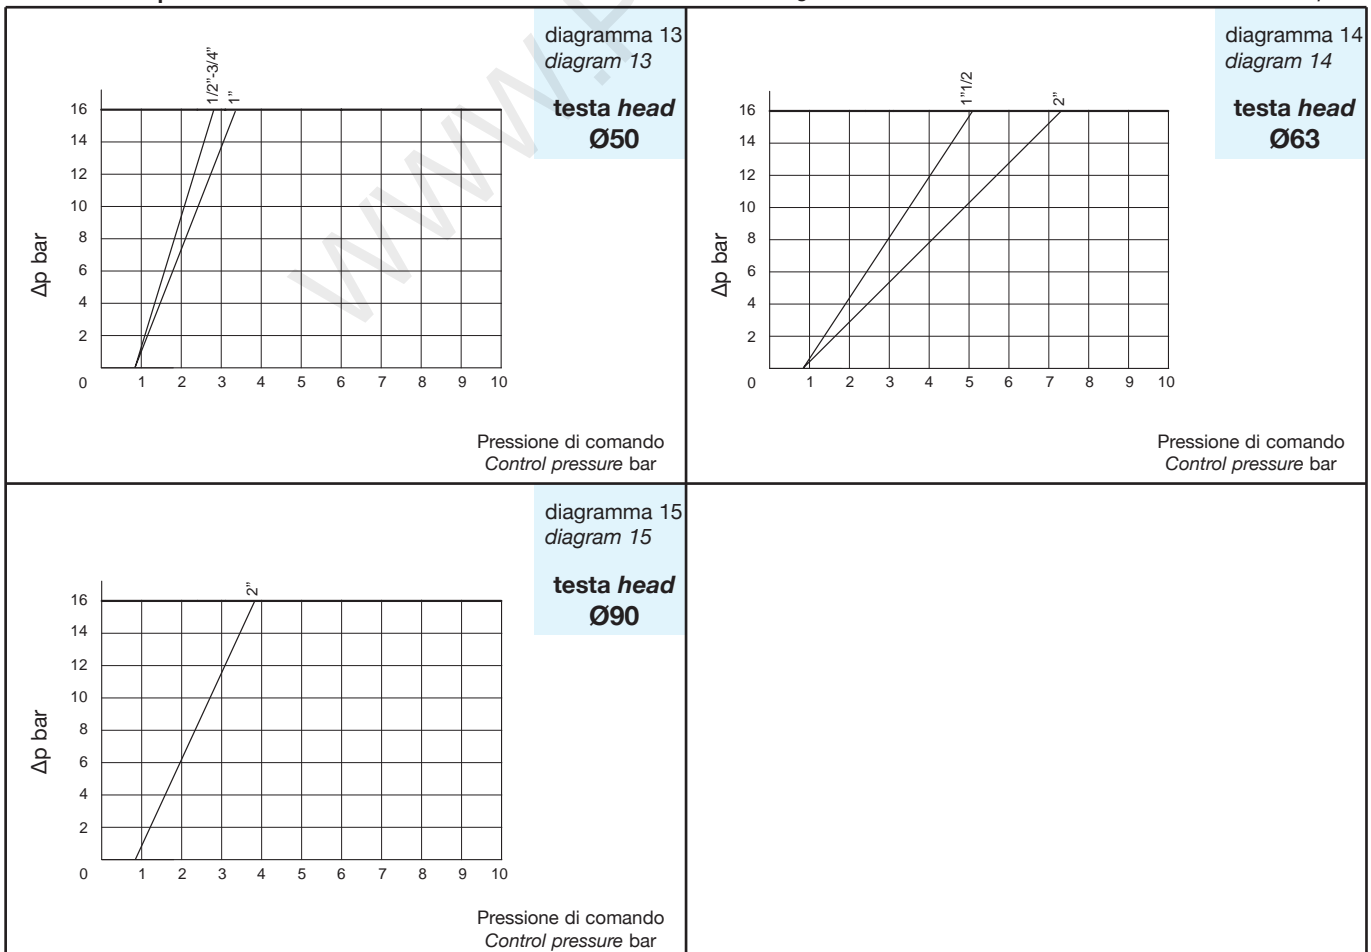 diagramma 13
diagram 13
testa head
Ø50
1/2"-3/4"
1"
16
14
12
10
8
6
4
2
0
Δp bar
1 2 3 4 5 6 7 8 9 10
Pressione di comando
Control pressure bar
diagramma 14
diagram 14
testa head
Ø63
1"1/2
2"
16
14
12
10
8
6
4
2
0
Δp bar
1 2 3 4 5 6 7 8 9 10
Pressione di comando
Control pressure bar
diagramma 15
diagram 15
testa head
Ø90
2"
16
14
12
10
8
6
4
2
0
Δp bar
1 2 3 4 5 6 7 8 9 10
Pressione di comando
Control pressure bar
www.